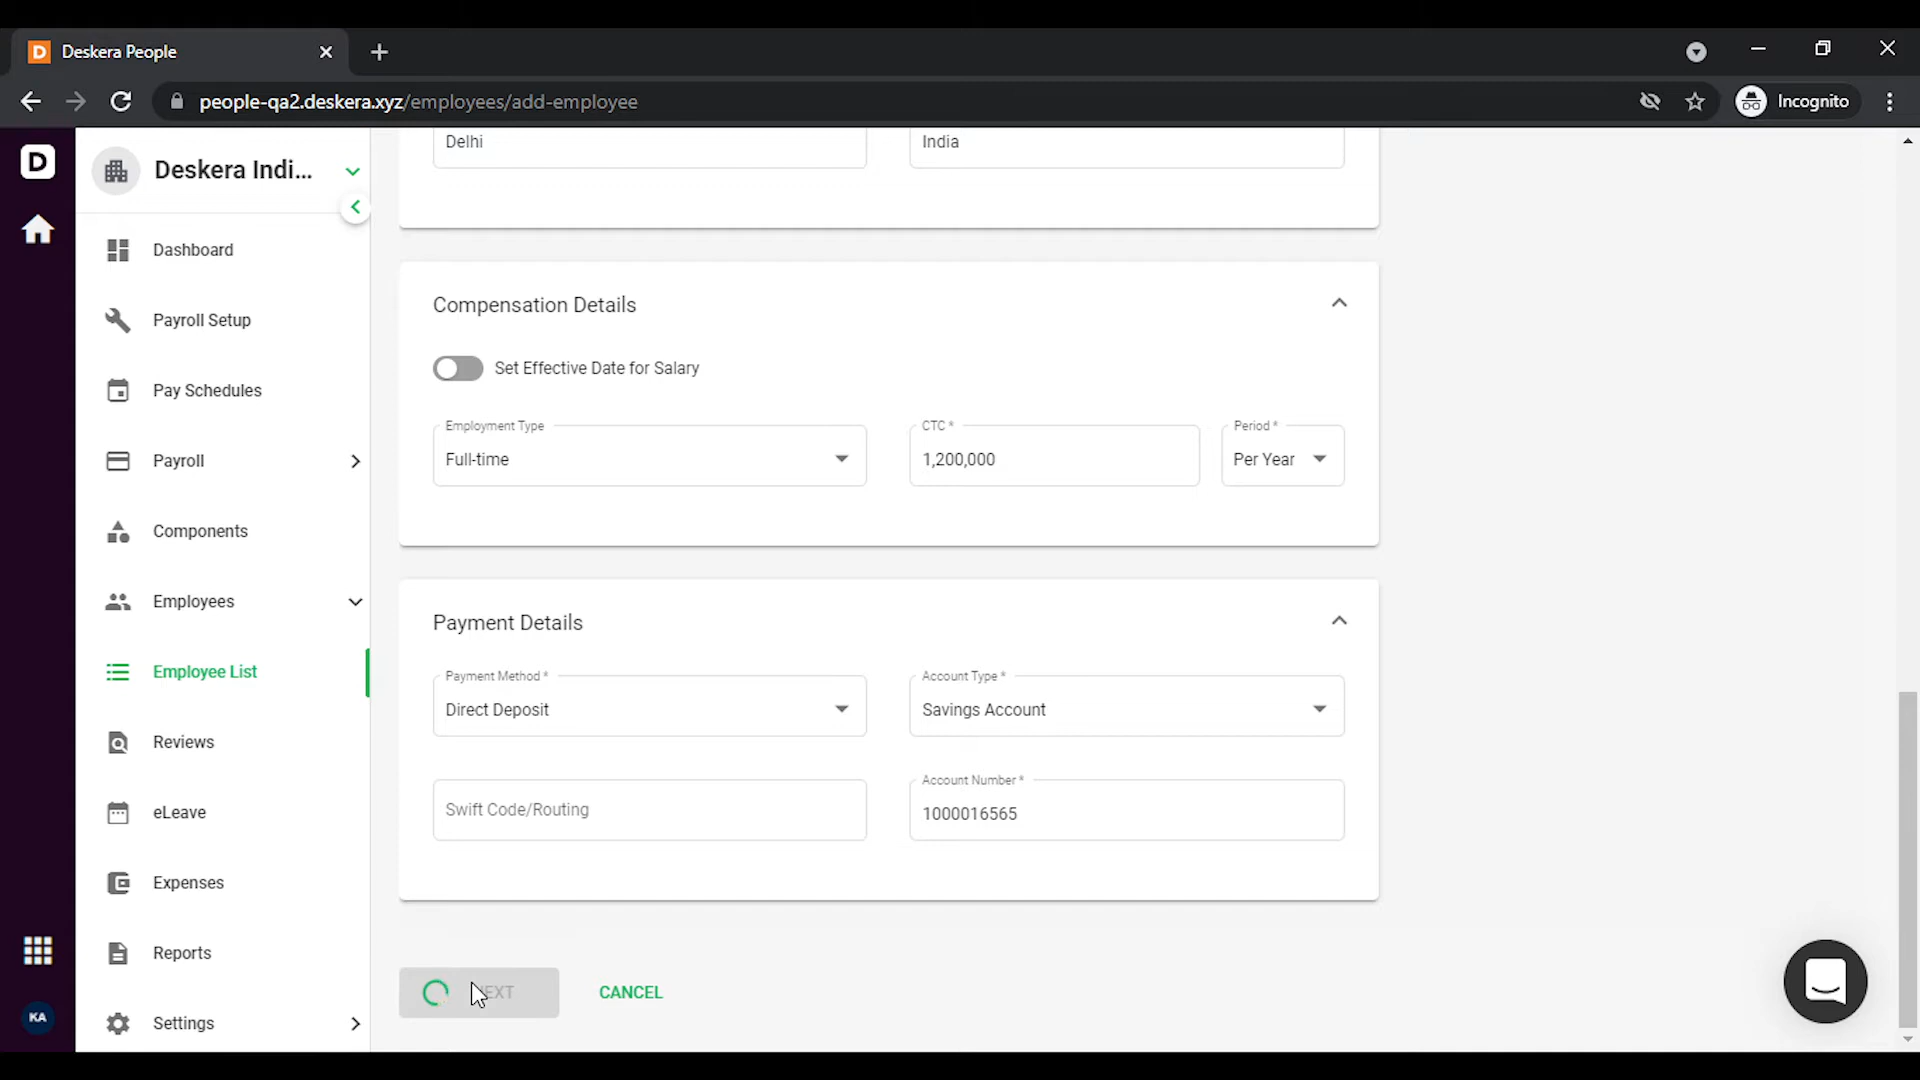 D Deskera People
people-qa2.deskera.xyz/employees/add-employee
Incognito
D
Deskera Indi...
Dashboard
Payroll Setup
Pay Schedules
Payroll
Components
Employees
Employee List
Reviews
eLeave
Expenses
Reports
Settings
KA
Delhi
India
Compensation Details
Set Effective Date for Salary
Employment Type
Full-time
CTC *
1,200,000
Period *
Per Year
Payment Details
Payment Method *
Direct Deposit
Account Type *
Savings Account
Swift Code/Routing
Account Number *
1000016565
CANCEL